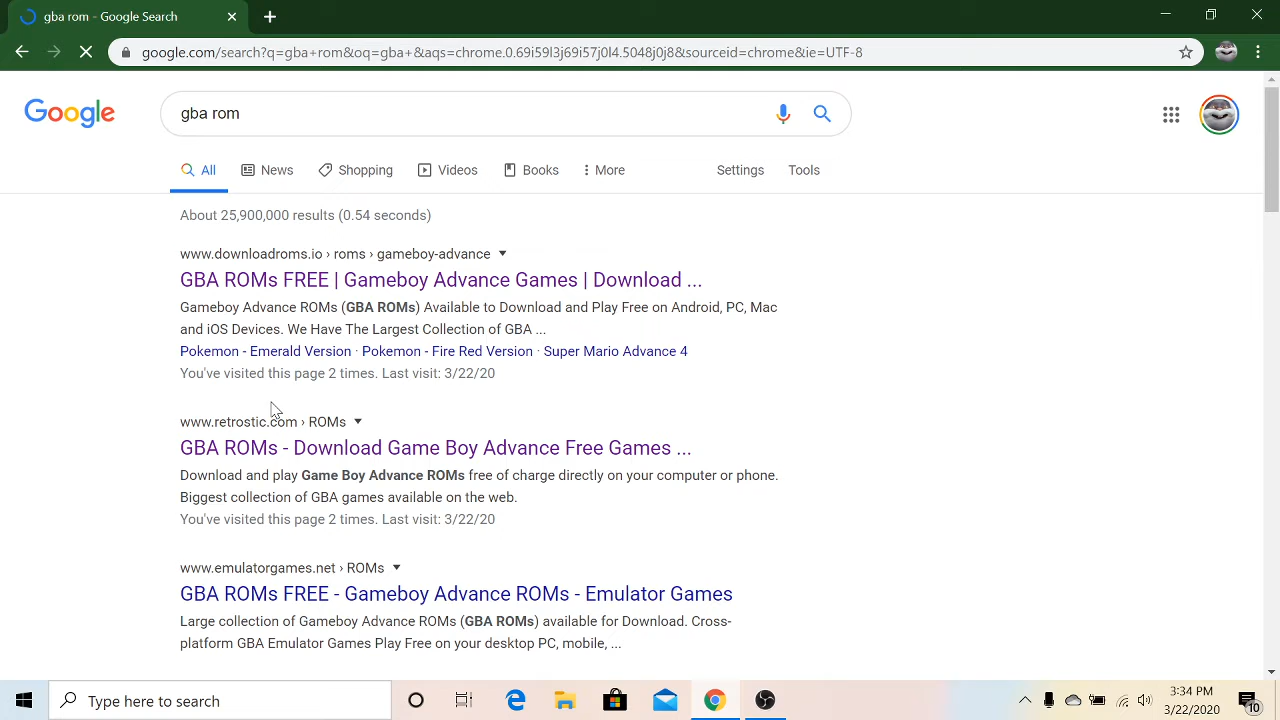 gba rom - Google Search
google.com/search?q=gba+rom&oq=gba+&aqs=chrome.0.69i59l3j69i57j0l4.5048j0j8&sourceid=chrome&ie=UTF-8
Google
gba rom
All News Shopping Videos Books More Settings Tools
About 25,900,000 results (0.54 seconds)
www.downloadroms.io › roms › gameboy-advance
GBA ROMs FREE | Gameboy Advance Games | Download ...
Gameboy Advance ROMs (GBA ROMs) Available to Download and Play Free on Android, PC, Mac
and iOS Devices. We Have The Largest Collection of GBA ...
Pokemon - Emerald Version · Pokemon - Fire Red Version · Super Mario Advance 4
You've visited this page 2 times. Last visit: 3/22/20
www.retrostic.com › ROMs
GBA ROMs - Download Game Boy Advance Free Games ...
Download and play Game Boy Advance ROMs free of charge directly on your computer or phone.
Biggest collection of GBA games available on the web.
You've visited this page 2 times. Last visit: 3/22/20
www.emulatorgames.net › ROMs
GBA ROMs FREE - Gameboy Advance ROMs - Emulator Games
Large collection of Gameboy Advance ROMs (GBA ROMs) available for Download. Cross-
platform GBA Emulator Games Play Free on your desktop PC, mobile, ...
Type here to search
3:34 PM
3/22/2020
10